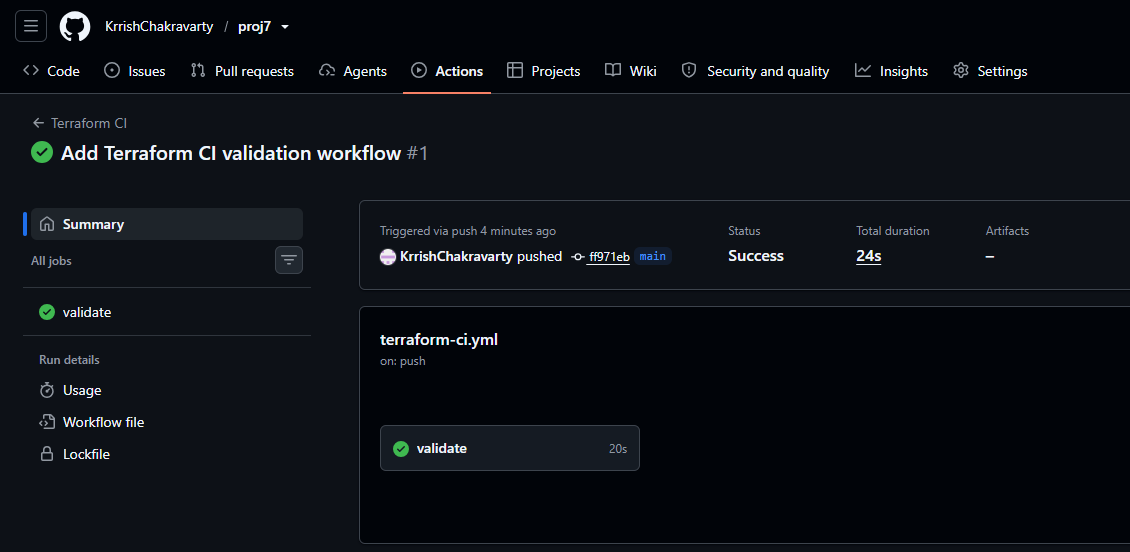 KrrishChakravarty / proj7
Code Issues Pull requests Agents Actions Projects Wiki Security and quality Insights Settings
← Terraform CI
Add Terraform CI validation workflow #1
Summary
All jobs
validate
Run details
Usage
Workflow file
Lockfile
Triggered via push 4 minutes ago
KrrishChakravarty pushed ff971eb main
Status
Success
Total duration
24s
Artifacts
–
terraform-ci.yml
on: push
validate 20s